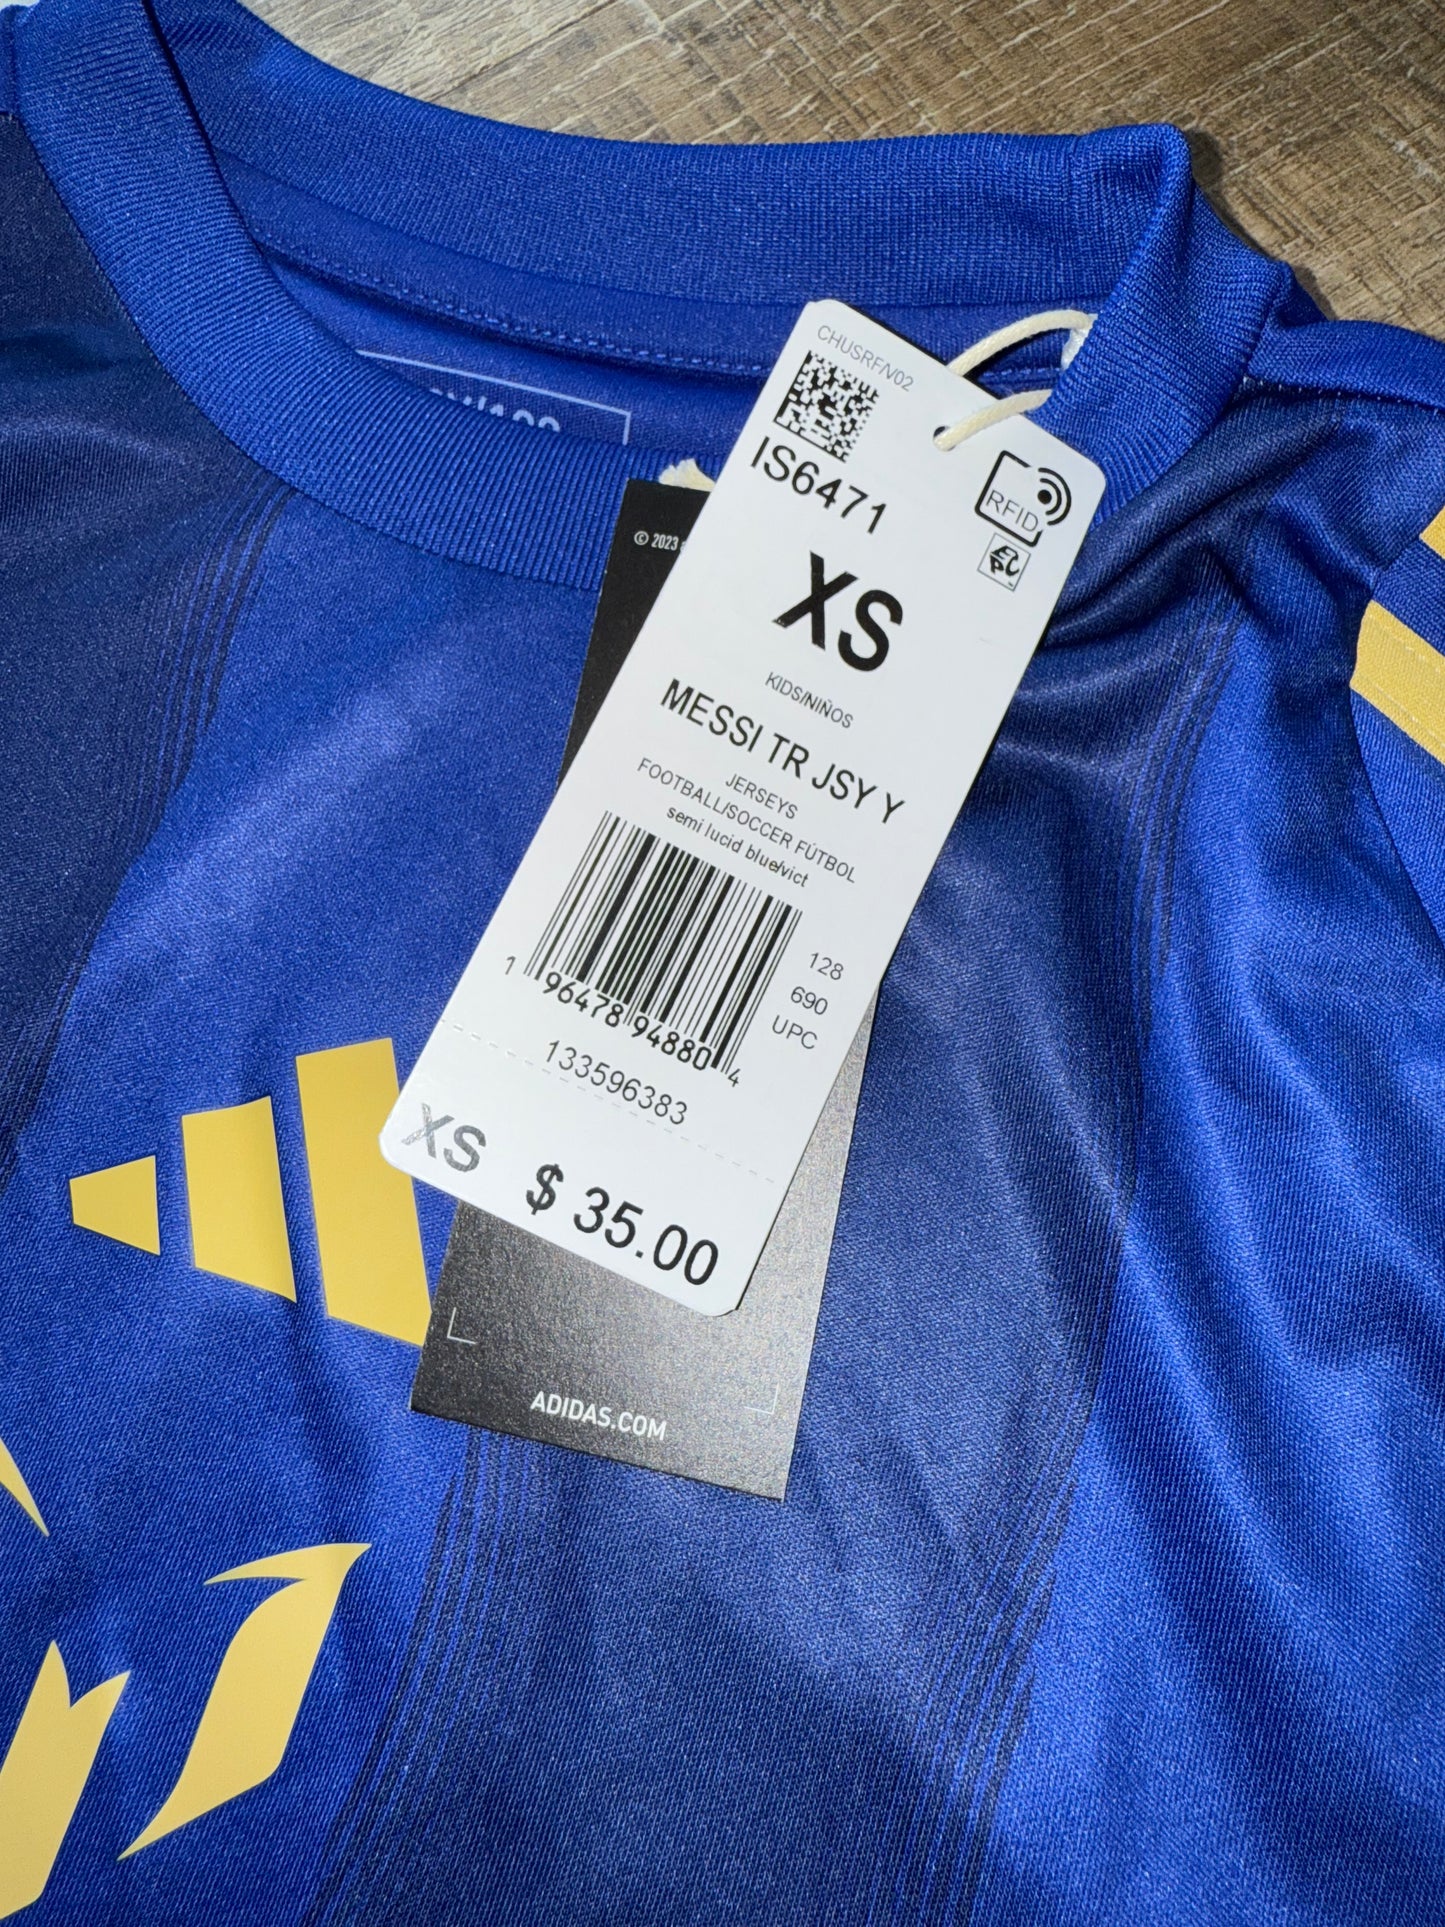 CHUSRF/V02
IS6471
RFID
XS
KIDS/NIÑOS
MESSI TR JSY Y
JERSEYS
FOOTBALL/SOCCER FÚTBOL
semi lucid blue/vict
128
690
UPC
1 96478 94880 4
133596383
XS
$ 35.00
© 2023
ADIDAS.COM